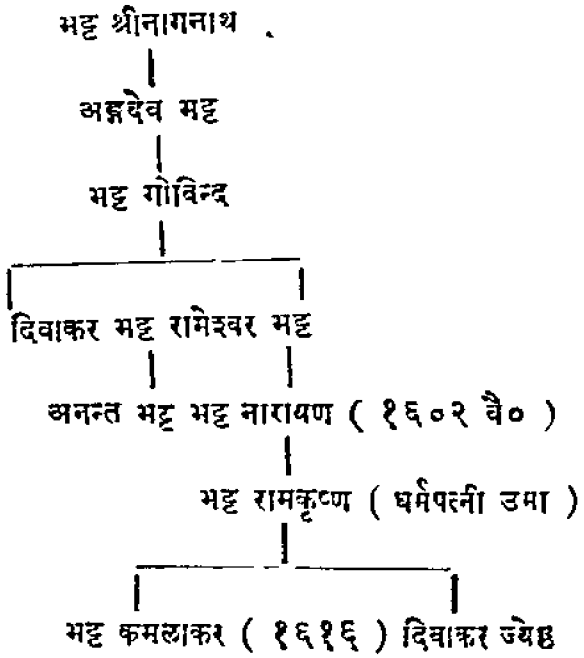 भट्ट श्रीनागनाथ
अङ्गदेव भट्ट
भट्ट गोविन्द
दिवाकर भट्ट रामेश्वर भट्ट
अनन्त भट्ट भट्ट नारायण ( १६०२ वै० )
भट्ट रामकृष्ण ( धर्मपत्नी उमा )
भट्ट कमलाकर ( १६१६ ) दिवाकर ज्येष्ठ